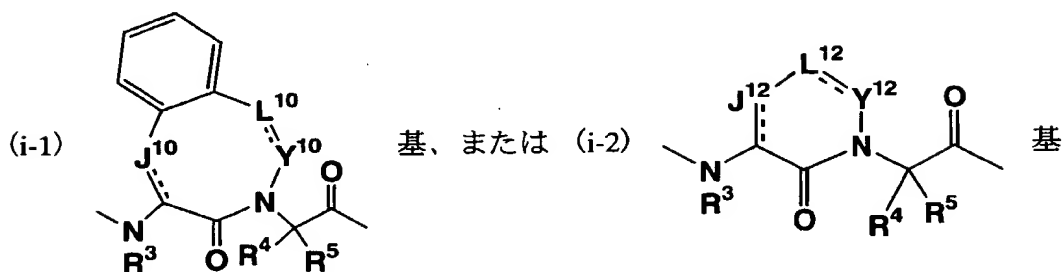 (i-1) J¹⁰ L¹⁰ Y¹⁰ N R³ O N R⁴ R⁵ O 基、または (i-2) J¹² L¹² Y¹² N R³ O N R⁴ R⁵ O 基